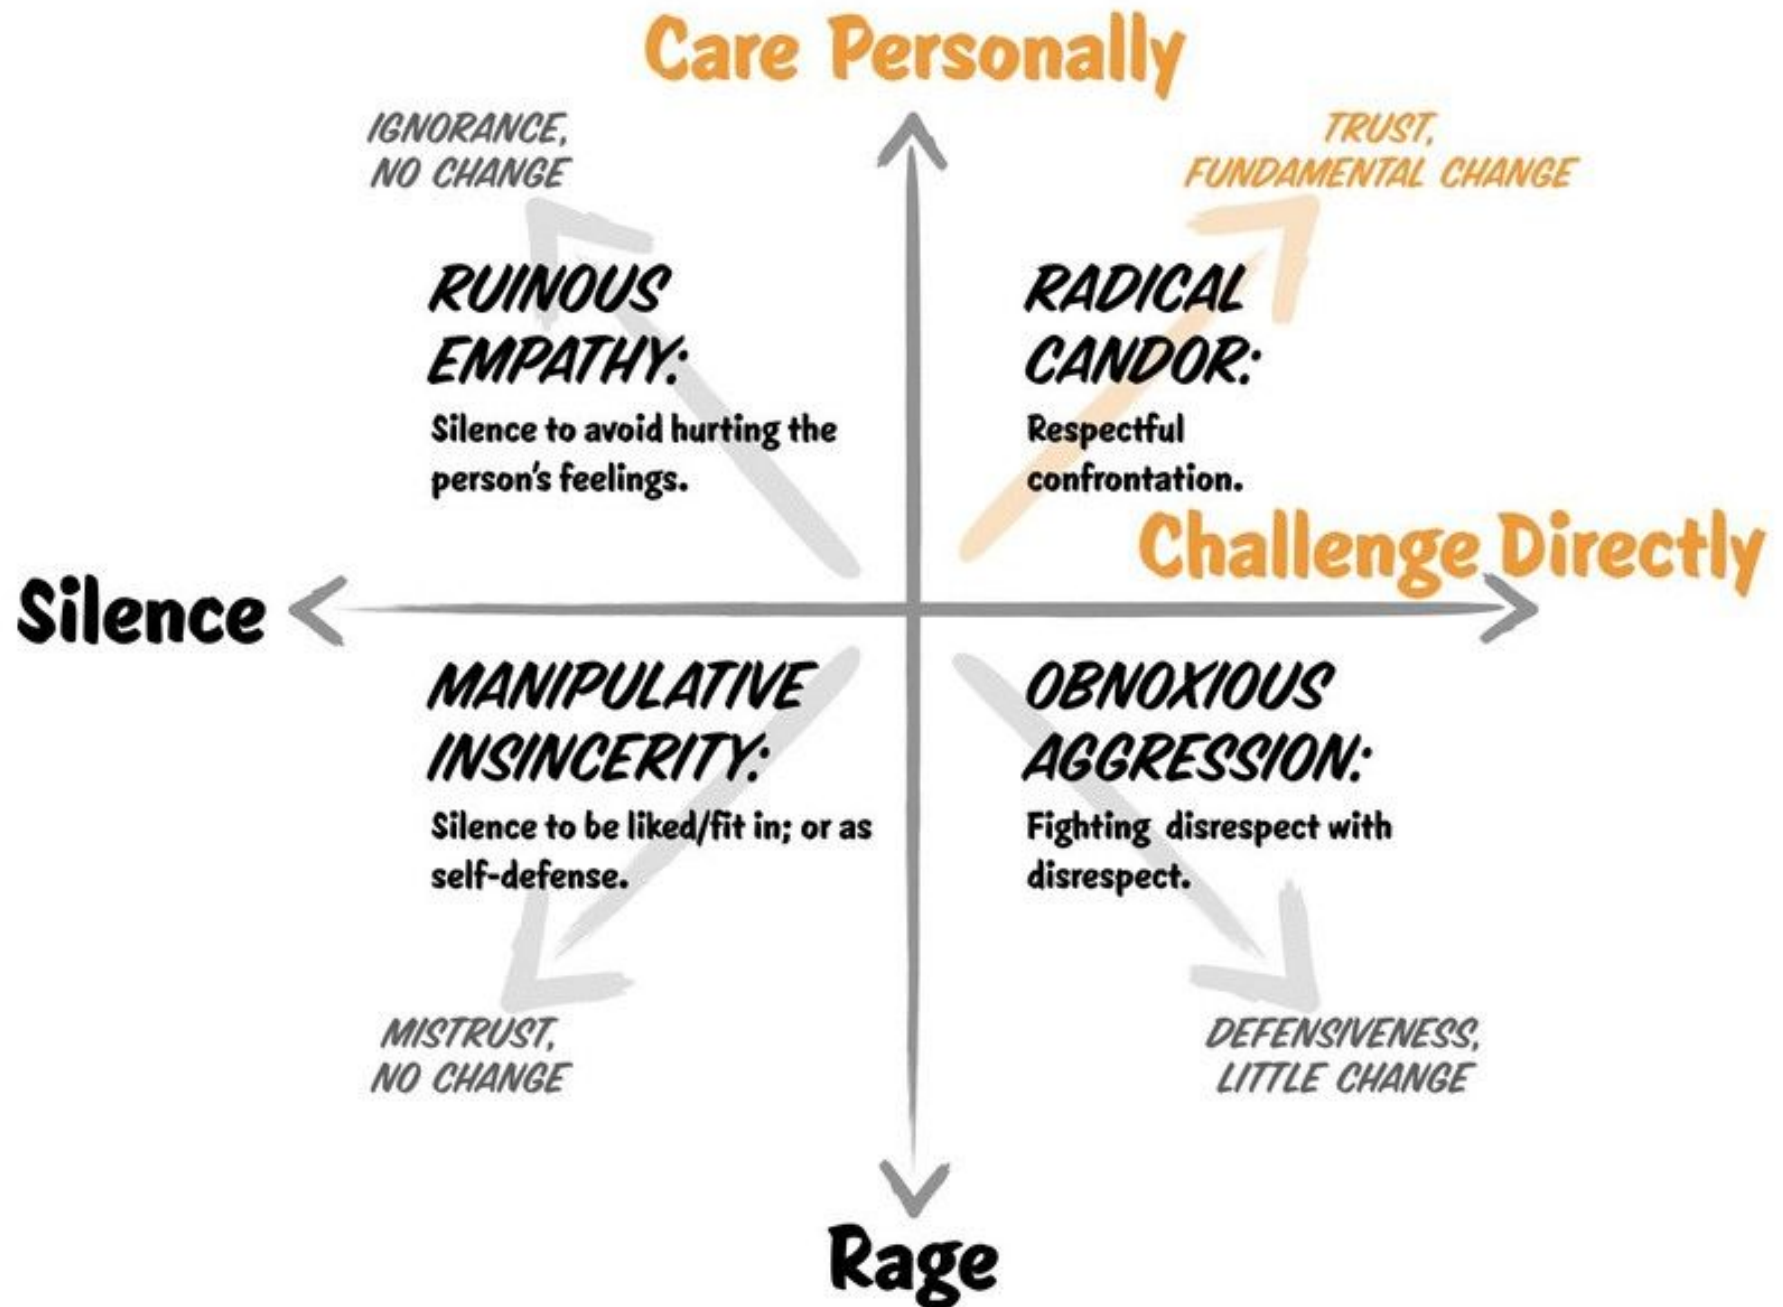 Care Personally
IGNORANCE,
NO CHANGE
TRUST,
FUNDAMENTAL CHANGE
RUINOUS
EMPATHY:
Silence to avoid hurting the
person's feelings.
RADICAL
CANDOR:
Respectful
confrontation.
Challenge Directly
Silence
MANIPULATIVE
INSINCERITY:
Silence to be liked/fit in; or as
self-defense.
OBNOXIOUS
AGGRESSION:
Fighting disrespect with
disrespect.
MISTRUST,
NO CHANGE
DEFENSIVENESS,
LITTLE CHANGE
Rage